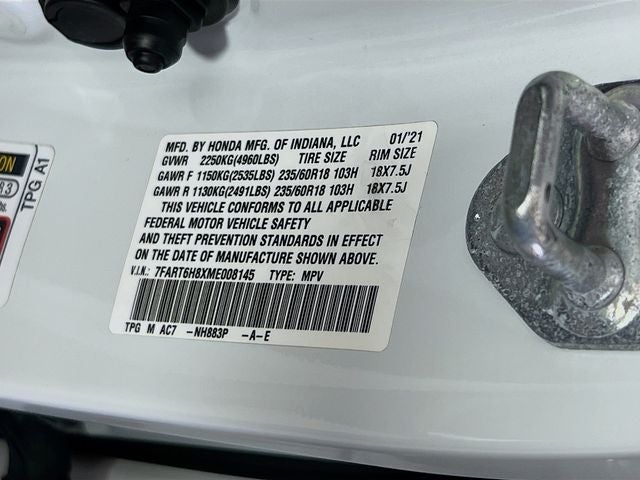 MFD. BY HONDA MFG. OF INDIANA, LLC 01/'21
GVWR 2250KG(4960LBS) TIRE SIZE RIM SIZE
GAWR F 1150KG(2535LBS) 235/60R18 103H 18X7.5J
GAWR R 1130KG(2491LBS) 235/60R18 103H 18X7.5J
THIS VEHICLE CONFORMS TO ALL APPLICABLE
FEDERAL MOTOR VEHICLE SAFETY
AND THEFT PREVENTION STANDARDS IN EFFECT
ON THE DATE OF MANUFACTURE SHOWN ABOVE.
V.I.N.: 7FART6H8XME008145 TYPE: MPV
TPG M AC7 -NH883P -A-E
TPG A1